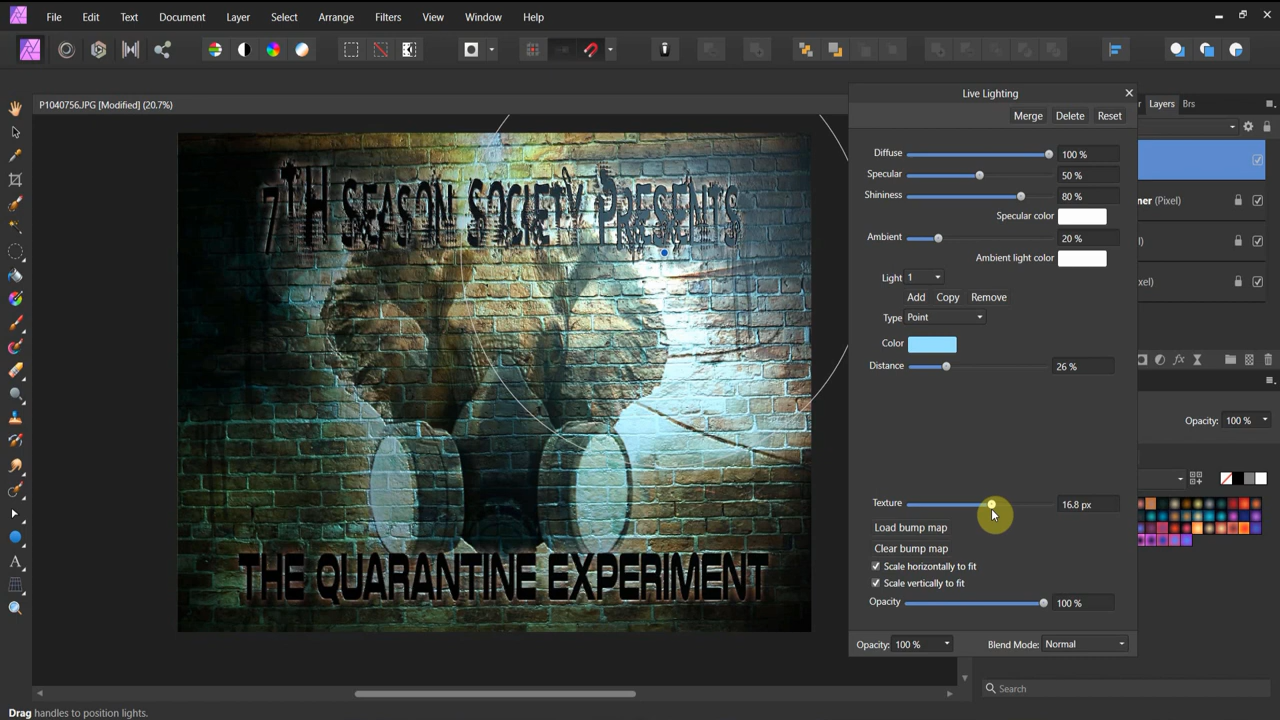 File Edit Text Document Layer Select Arrange Filters View Window Help
P1040756.JPG [Modified] (20.7%)
Live Lighting
Layers Brs
Merge Delete Reset
Diffuse 100 %
Specular 50 %
Shininess 80 %
Specular color
(Pixel)
Ambient 20 %
Ambient light color
Light 1
Add Copy Remove
Type Point
Color
Distance 26 %
Opacity: 100 %
Texture 16.8 px
Load bump map
Clear bump map
Scale horizontally to fit
Scale vertically to fit
Opacity 100 %
Opacity: 100 % Blend Mode: Normal
Search
Drag handles to position lights.
7TH SEASON SOCIETY PRESENTS
THE QUARANTINE EXPERIMENT